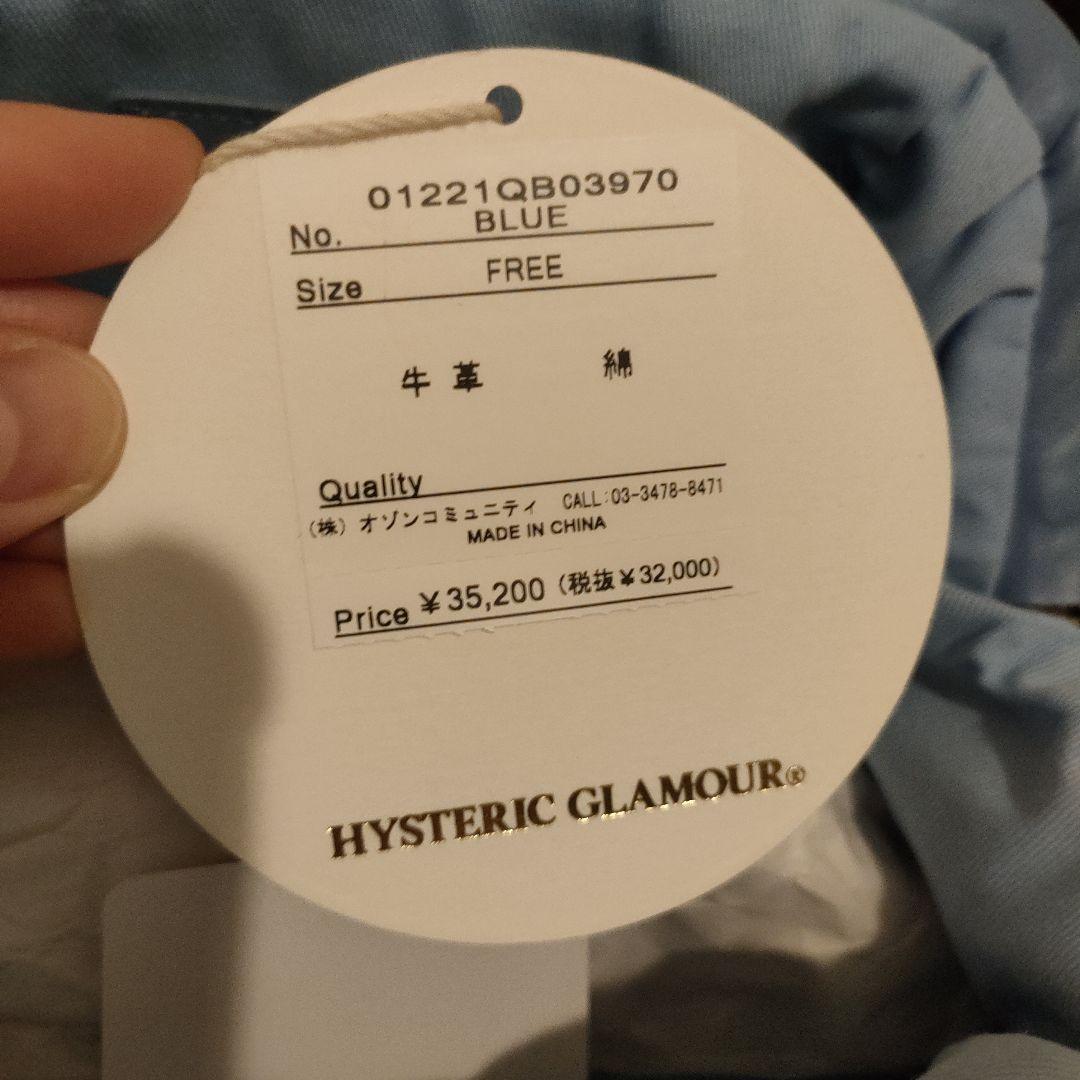 01221QB03970
No. BLUE
Size FREE
牛革 綿
Quality
(株) オゾンコミュニティ CALL:03-3478-8471
MADE IN CHINA
Price ¥35,200 (税抜¥32,000)
HYSTERIC GLAMOUR®